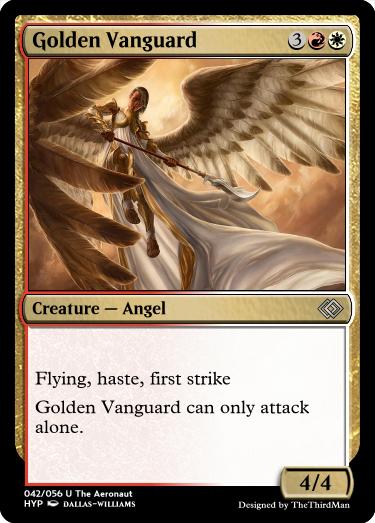 Golden Vanguard 3
Creature — Angel
Flying, haste, first strike
Golden Vanguard can only attack
alone.
4/4
042/056 U The Aeronaut
HYP DALLAS-WILLIAMS
Designed by TheThirdMan